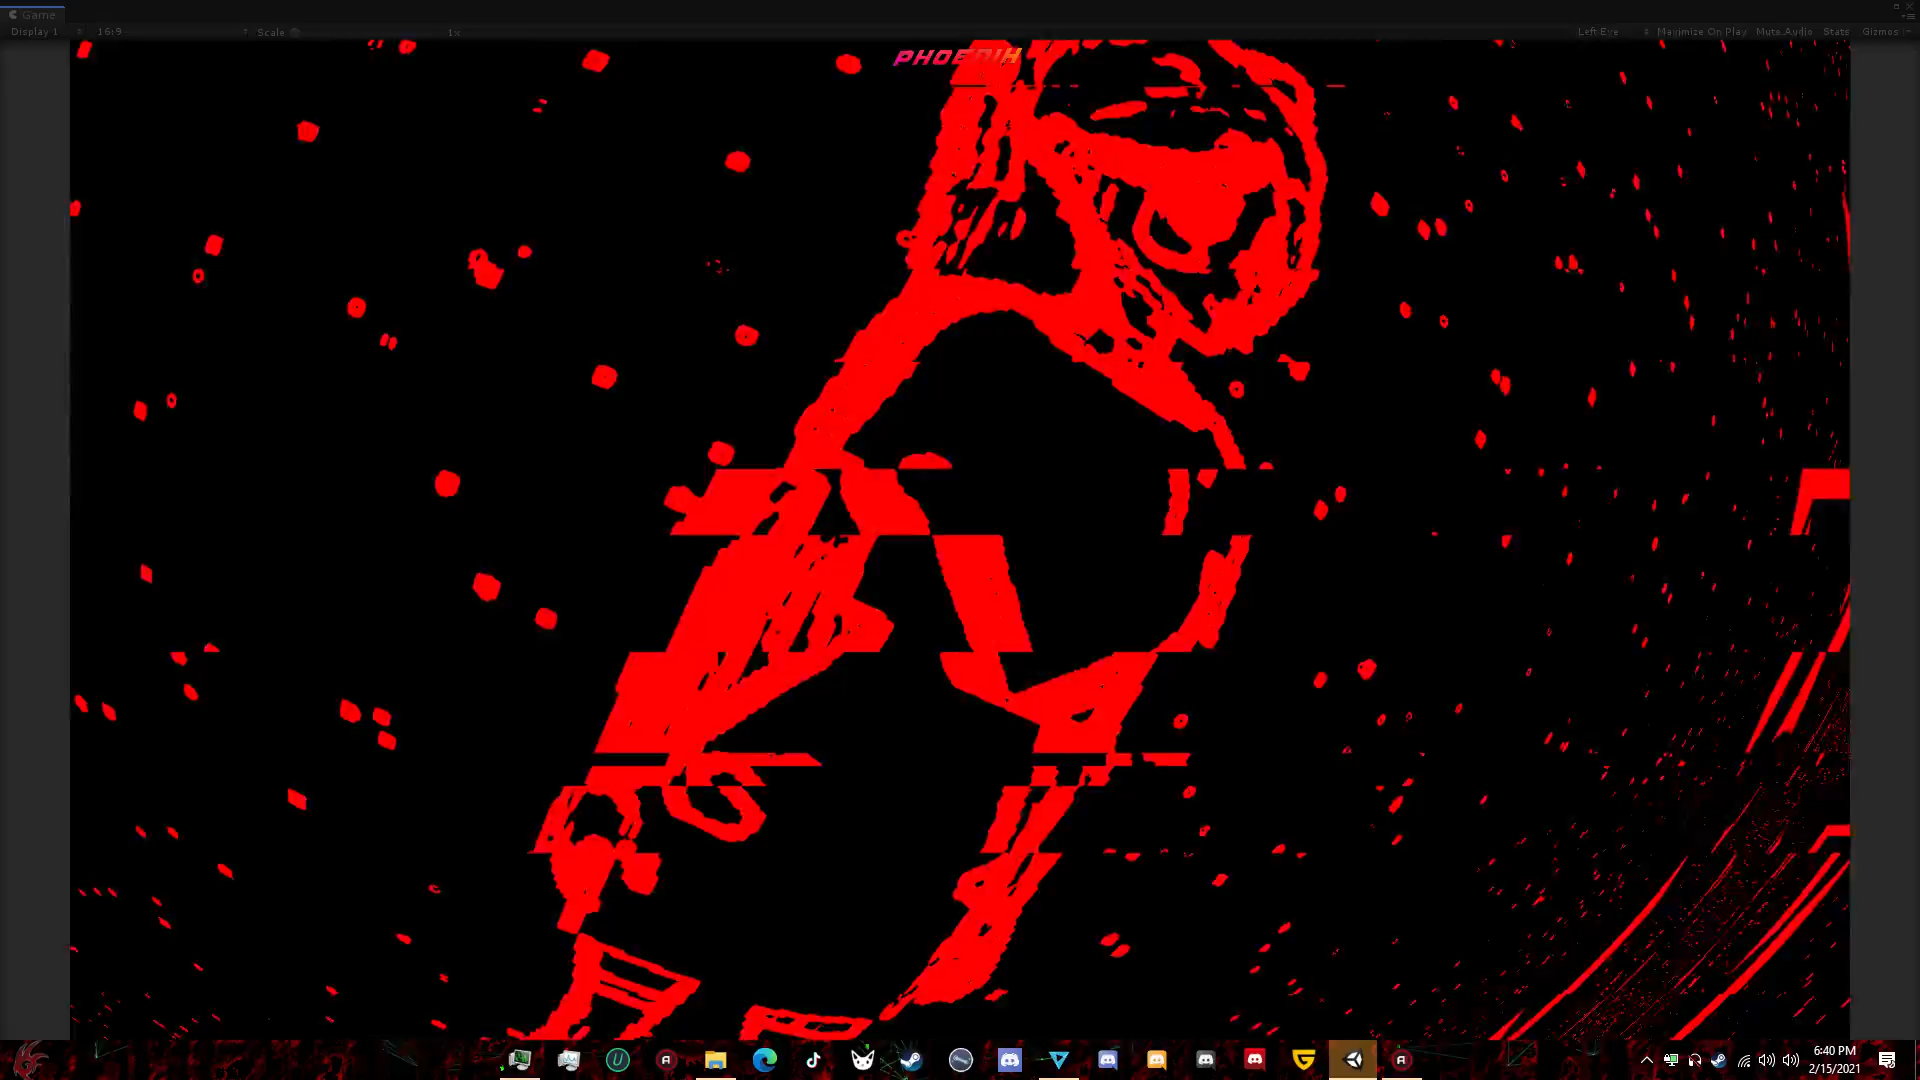 Game
Display 1 16:9 Scale 1x Left Eye Maximize On Play Mute Audio Stats Gizmos
PHOENIH
6:40 PM
2/15/2021